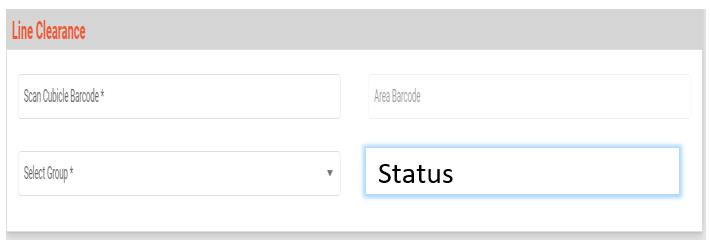 Line Clearance
Scan Cubicle Barcode *
Area Barcode
Select Group *
Status